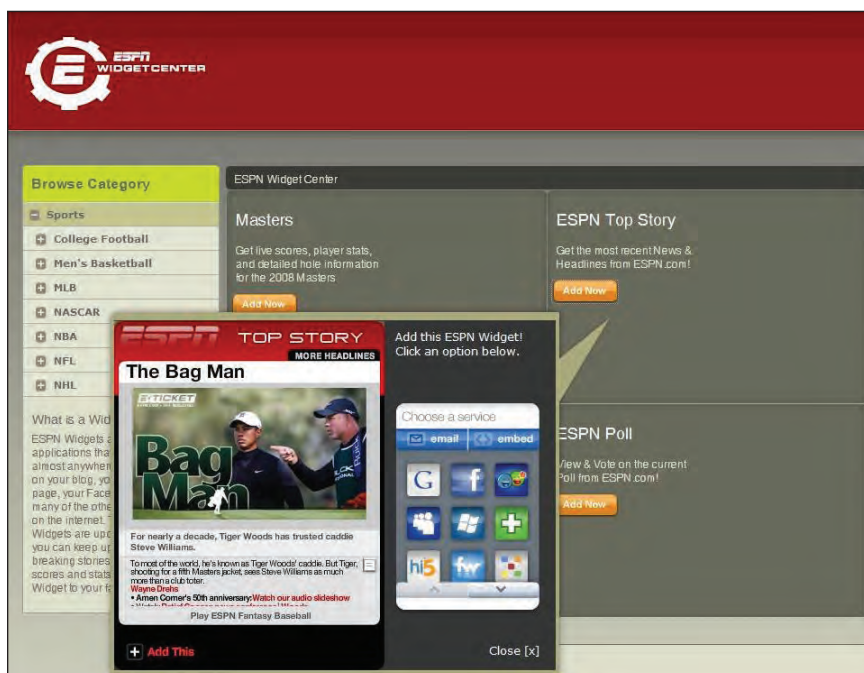 ESPN
WIDGETCENTER
Browse Category
Sports
College Football
Men's Basketball
MLB
NASCAR
NBA
NFL
NHL
What is a Wid
ESPN Widgets a
applications tha
almost anywher
on your blog, yo
page, your Face
many of the othe
on the internet. T
Widgets are upd
you can keep up
breaking stories
scores and stats
Widget to your fa
ESPN Widget Center
Masters
Get live scores, player stats,
and detailed hole information
for the 2008 Masters
Add Now
ESPN Top Story
Get the most recent News &
Headlines from ESPN.com!
Add Now
ESPN Poll
View & Vote on the current
Poll from ESPN.com!
Add Now
ESPN TOP STORY
MORE HEADLINES
The Bag Man
E:TICKET
Bag
Man
For nearly a decade, Tiger Woods has trusted caddie
Steve Williams.
To most of the world, he's known as Tiger Woods' caddie. But Tiger,
shooting for a fifth Masters jacket, sees Steve Williams as much
more than a club toter.
Wayne Drehs
• Amen Corner's 50th anniversary: Watch our audio slideshow
Play ESPN Fantasy Baseball
Add This
Add this ESPN Widget!
Click an option below.
Choose a service
email embed
G f
hi5 fw
Close [x]